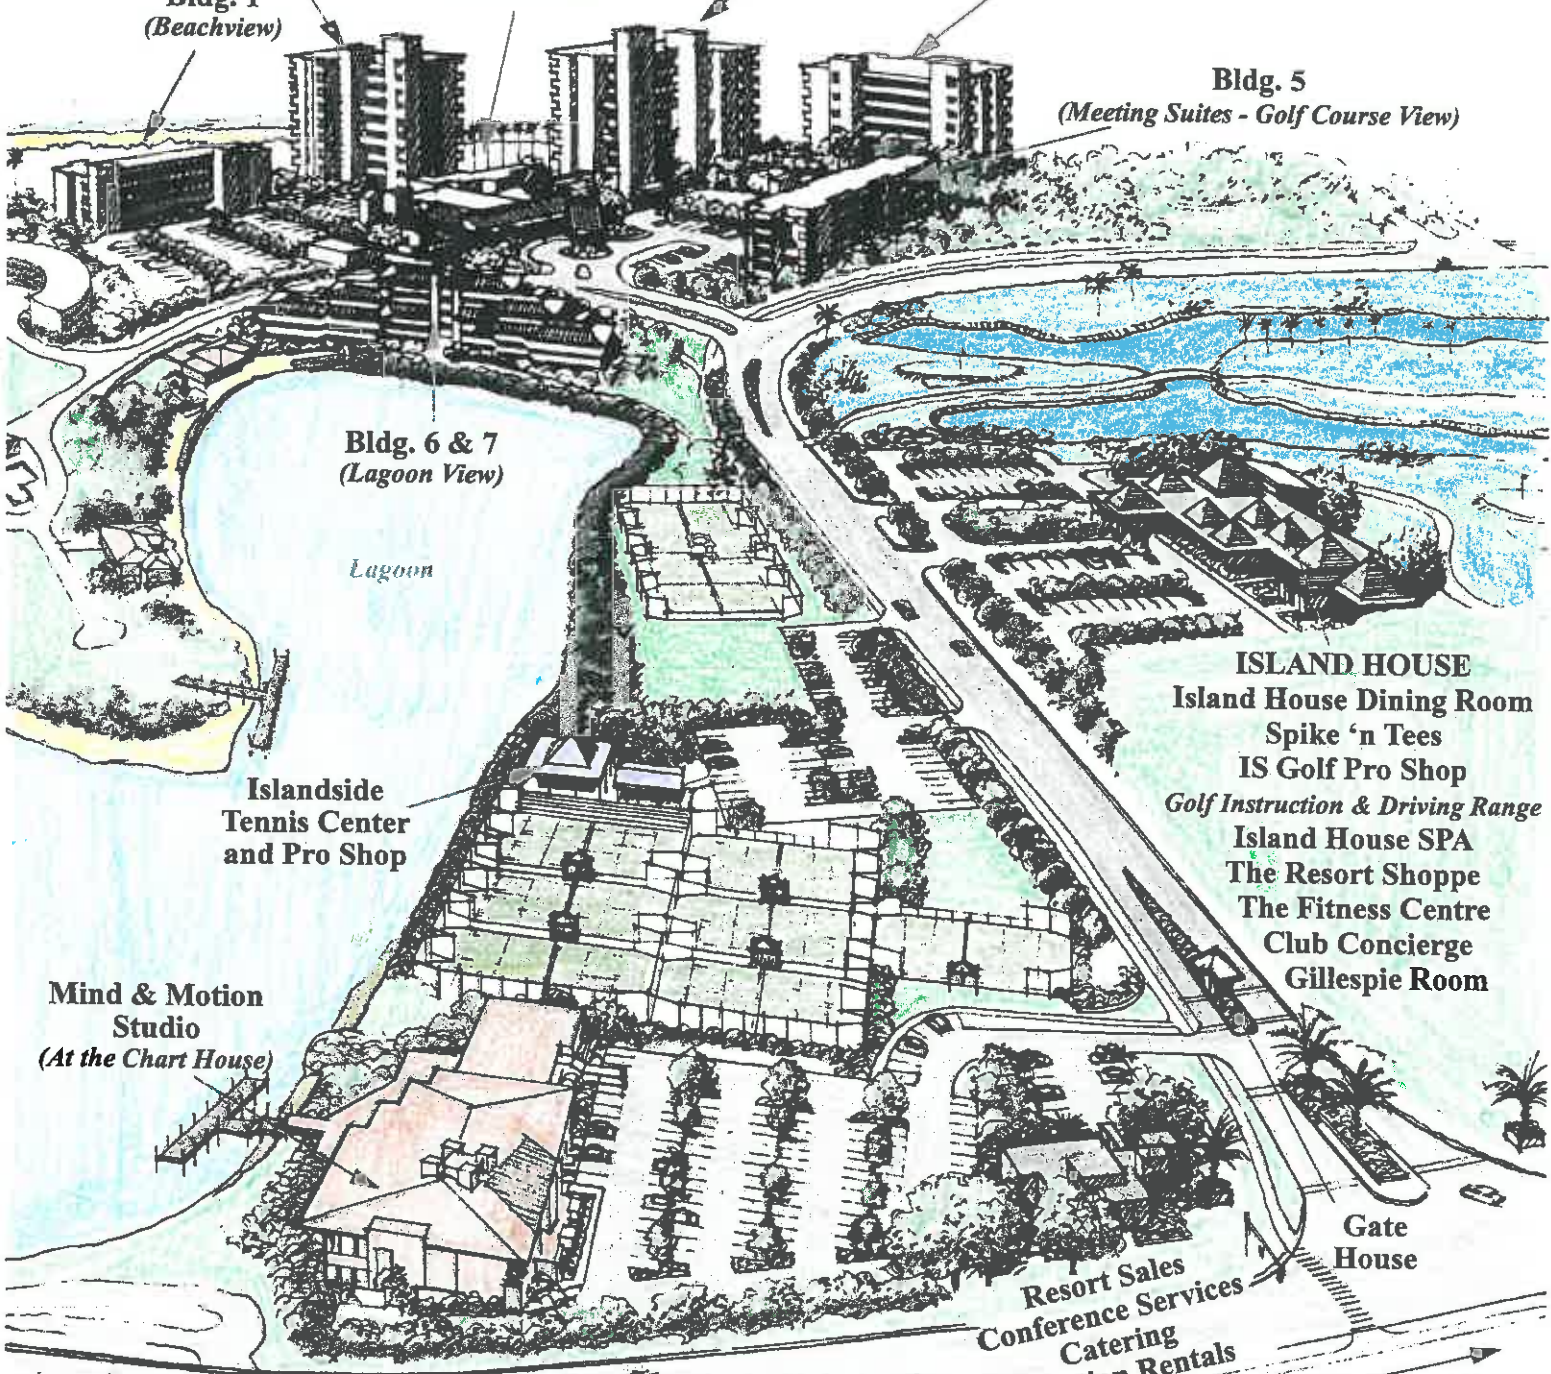 Bldg. 1
(Beachview)
Bldg. 5
(Meeting Suites - Golf Course View)
Bldg. 6 & 7
(Lagoon View)
Lagoon
ISLAND HOUSE
Island House Dining Room
Spike ‘n Tees
IS Golf Pro Shop
Golf Instruction & Driving Range
Island House SPA
The Resort Shoppe
The Fitness Centre
Club Concierge
Gillespie Room
Islandside
Tennis Center
and Pro Shop
Mind & Motion
Studio
(At the Chart House)
Gate
House
Resort Sales
Conference Services
Catering
Rentals